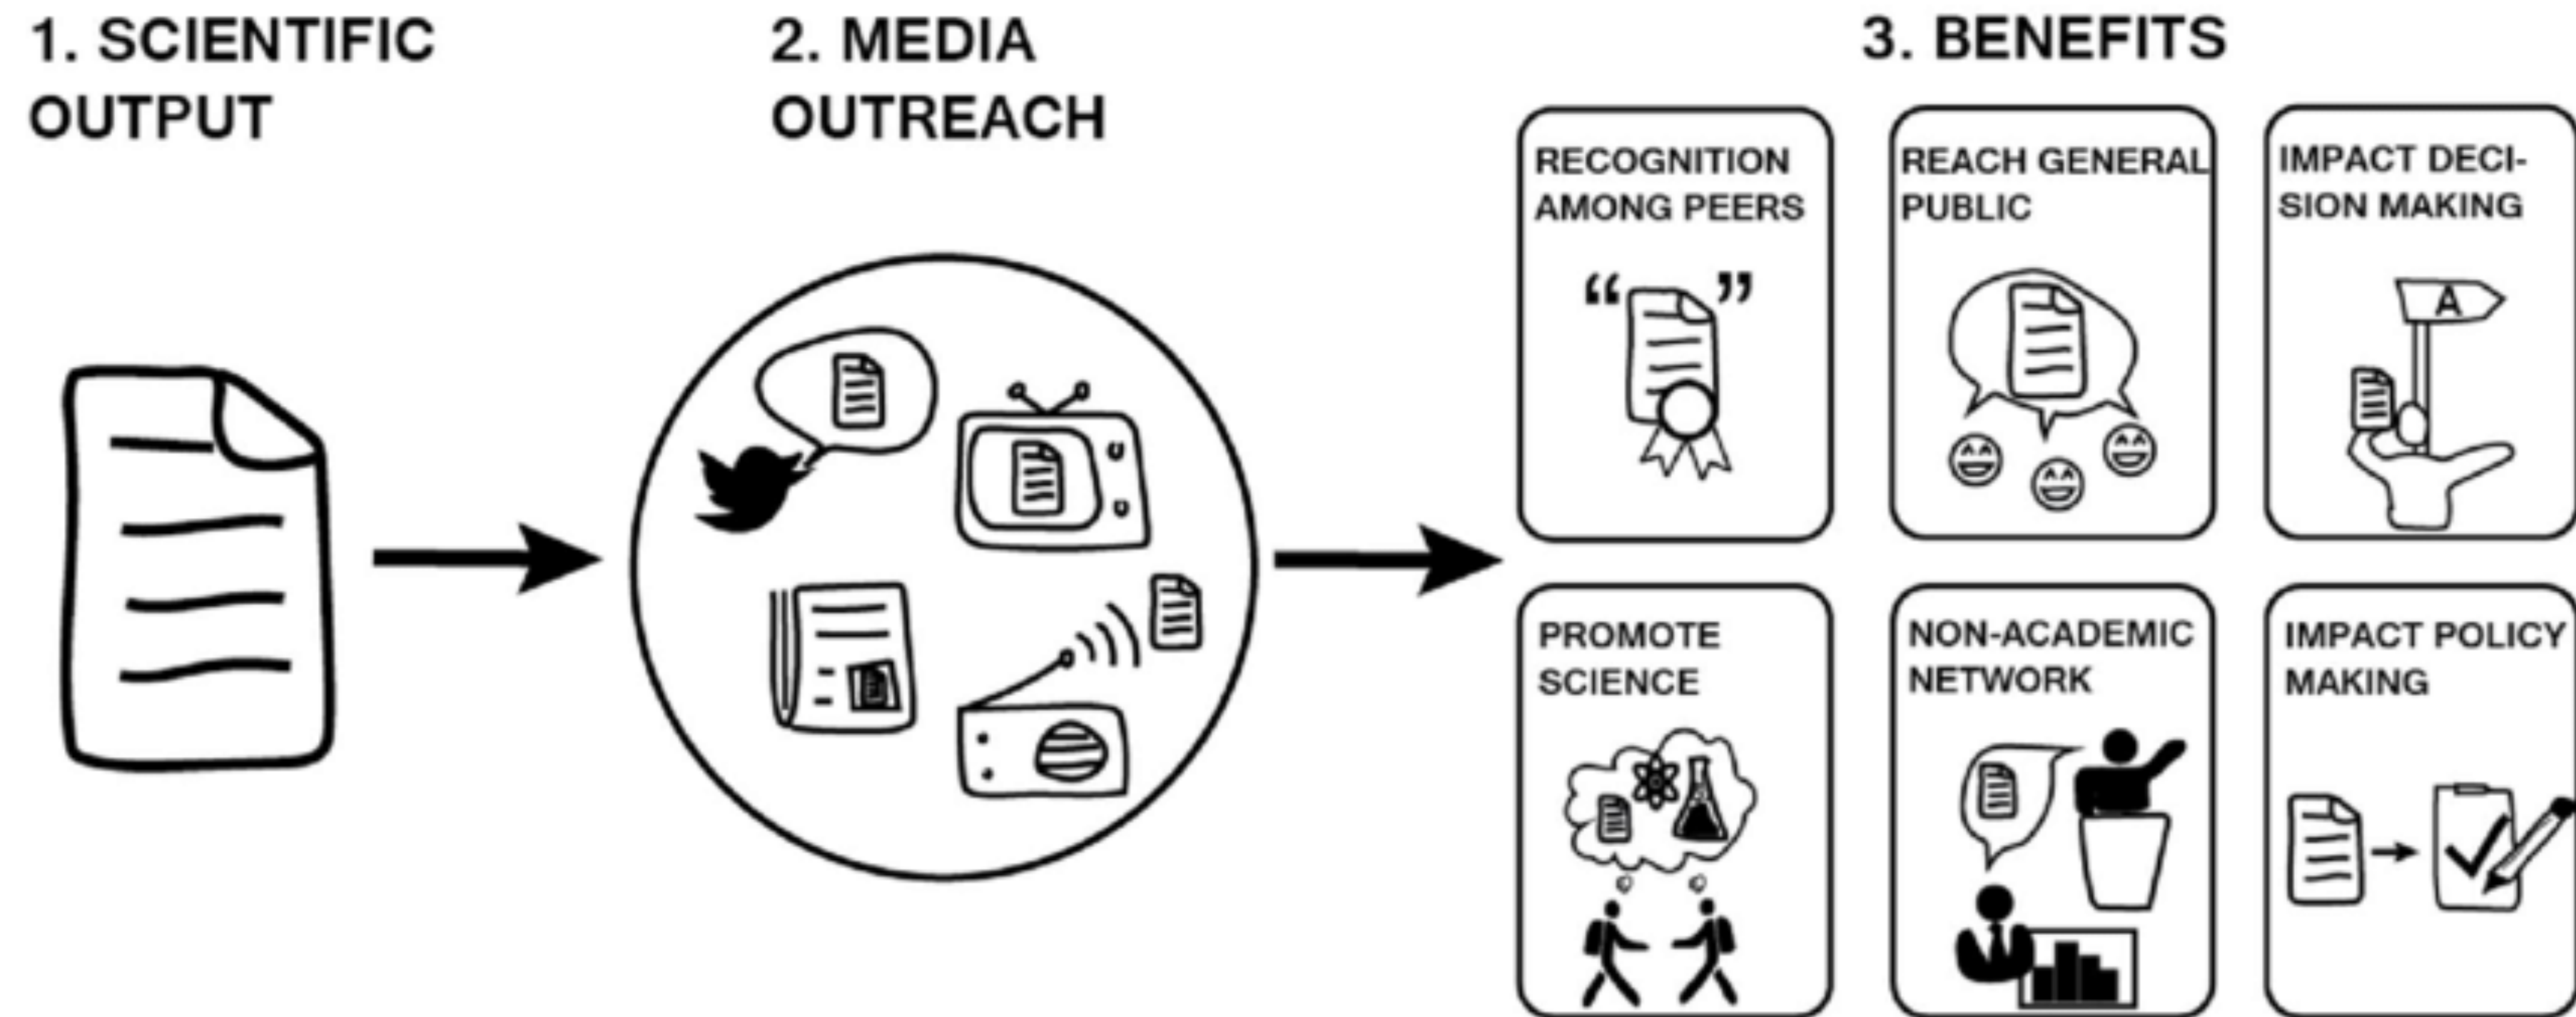 1. SCIENTIFIC
OUTPUT
2. MEDIA
OUTREACH
3. BENEFITS
RECOGNITION
AMONG PEERS
“ ”
REACH GENERAL
PUBLIC
IMPACT DECI-
SION MAKING
A
PROMOTE
SCIENCE
NON-ACADEMIC
NETWORK
IMPACT POLICY
MAKING